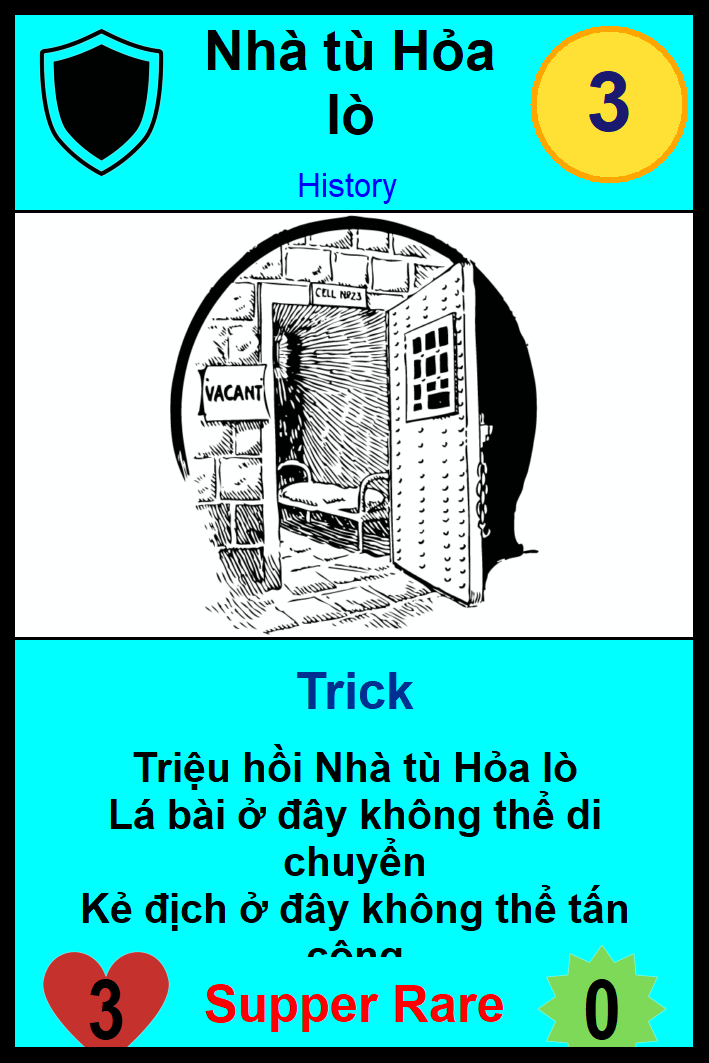 Nhà tù Hỏa
lò
3
History
CELL Nº23
VACANT
Trick
Triệu hồi Nhà tù Hỏa lò
Lá bài ở đây không thể di
chuyển
Kẻ địch ở đây không thể tấn
công
3
Supper Rare
0